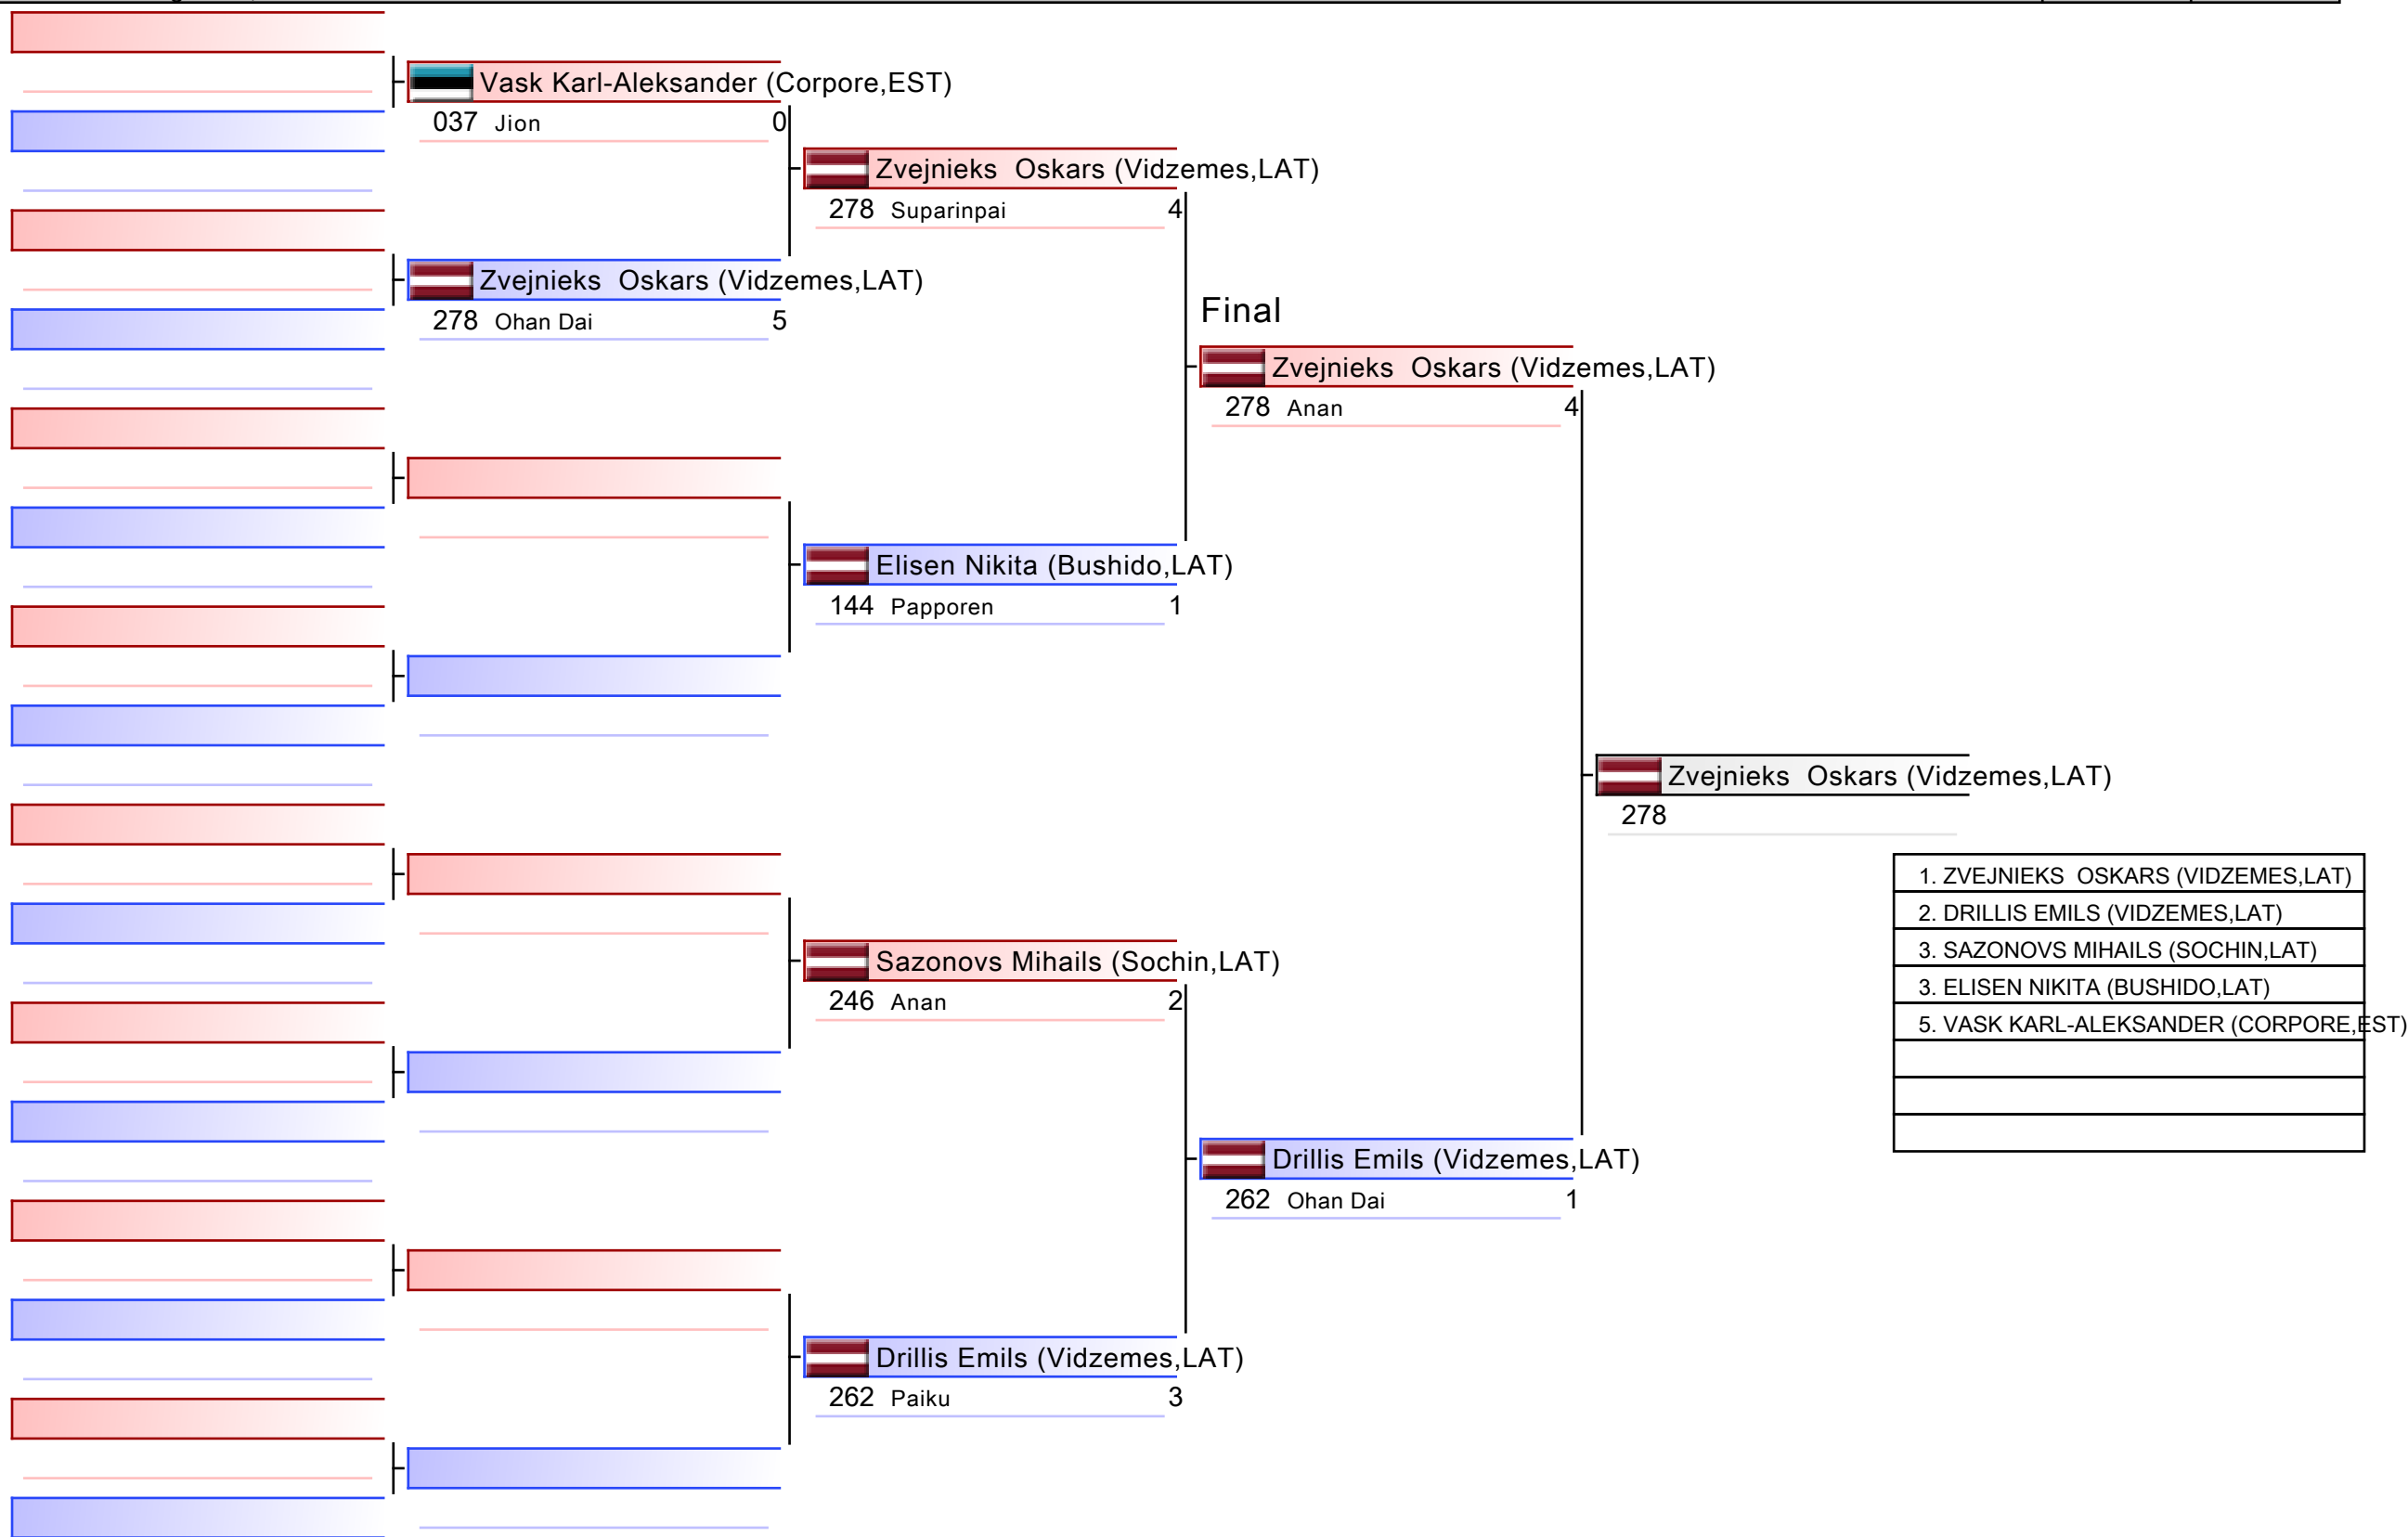 Vask Karl-Aleksander (Corpore,EST)
037 Jion 0
Zvejnieks  Oskars (Vidzemes,LAT)
278 Suparinpai 4
Zvejnieks  Oskars (Vidzemes,LAT)
278 Ohan Dai 5
Final
Zvejnieks  Oskars (Vidzemes,LAT)
278 Anan 4
Elisen Nikita (Bushido,LAT)
144 Papporen 1
Zvejnieks  Oskars (Vidzemes,LAT)
278
1. ZVEJNIEKS  OSKARS (VIDZEMES,LAT)
2. DRILLIS EMILS (VIDZEMES,LAT)
3. SAZONOVS MIHAILS (SOCHIN,LAT)
3. ELISEN NIKITA (BUSHIDO,LAT)
5. VASK KARL-ALEKSANDER (CORPORE,EST)
Sazonovs Mihails (Sochin,LAT)
246 Anan 2
Drillis Emils (Vidzemes,LAT)
262 Ohan Dai 1
Drillis Emils (Vidzemes,LAT)
262 Paiku 3